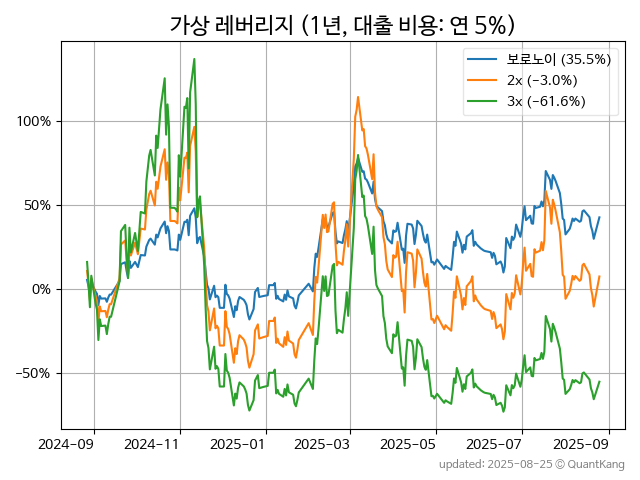 가상 레버리지 (1년, 대출 비용: 연 5%)
보로노이 (35.5%)
2x (−3.0%)
3x (−61.6%)
100%
50%
0%
−50%
2024-09 2024-11 2025-01 2025-03 2025-05 2025-07 2025-09
updated: 2025-08-25 © QuantKang